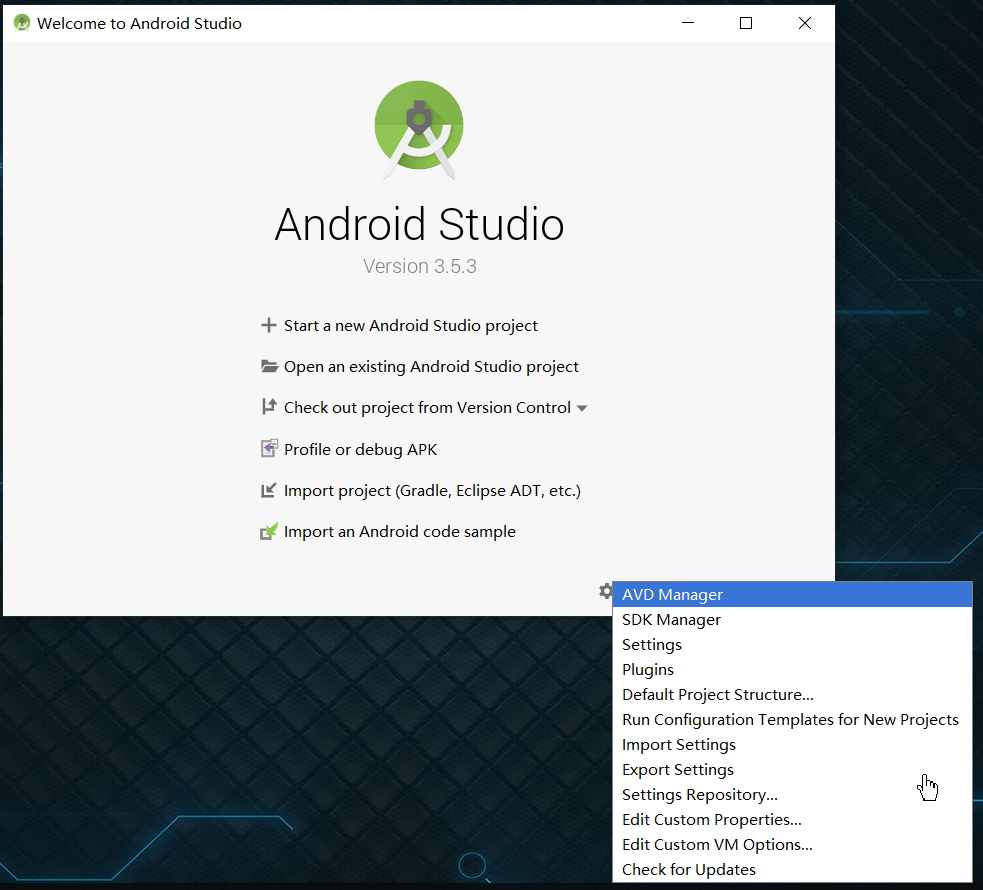 Welcome to Android Studio
Android Studio
Version 3.5.3
Start a new Android Studio project
Open an existing Android Studio project
Check out project from Version Control
Profile or debug APK
Import project (Gradle, Eclipse ADT, etc.)
Import an Android code sample
AVD Manager
SDK Manager
Settings
Plugins
Default Project Structure...
Run Configuration Templates for New Projects
Import Settings
Export Settings
Settings Repository...
Edit Custom Properties...
Edit Custom VM Options...
Check for Updates